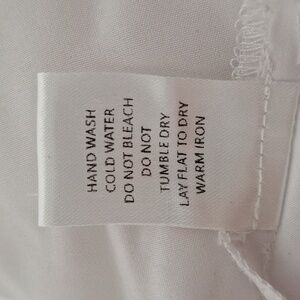 HAND WASH
COLD WATER
DO NOT BLEACH
DO NOT
TUMBLE DRY
LAY FLAT TO DRY
WARM IRON